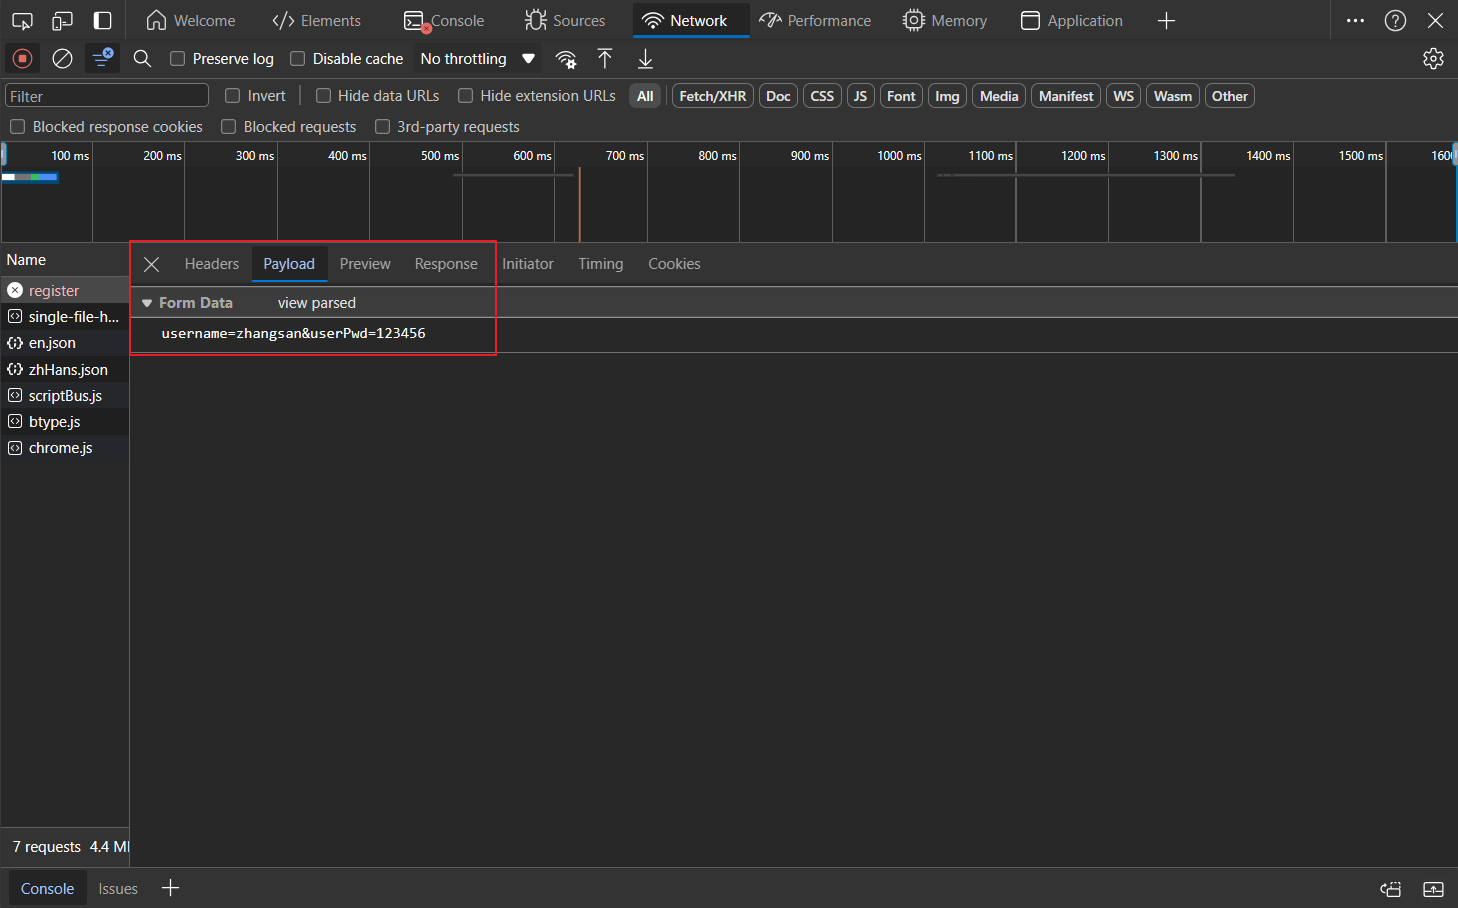 Welcome Elements Console Sources Network Performance Memory Application
Preserve log Disable cache No throttling
Filter Invert Hide data URLs Hide extension URLs All Fetch/XHR Doc CSS JS Font Img Media Manifest WS Wasm Other
Blocked response cookies Blocked requests 3rd-party requests
100 ms 200 ms 300 ms 400 ms 500 ms 600 ms 700 ms 800 ms 900 ms 1000 ms 1100 ms 1200 ms 1300 ms 1400 ms 1500 ms 1600
Name Headers Payload Preview Response Initiator Timing Cookies
register
Form Data view parsed
single-file-h...
username=zhangsan&userPwd=123456
en.json
zhHans.json
scriptBus.js
btype.js
chrome.js
7 requests 4.4 M
Console Issues